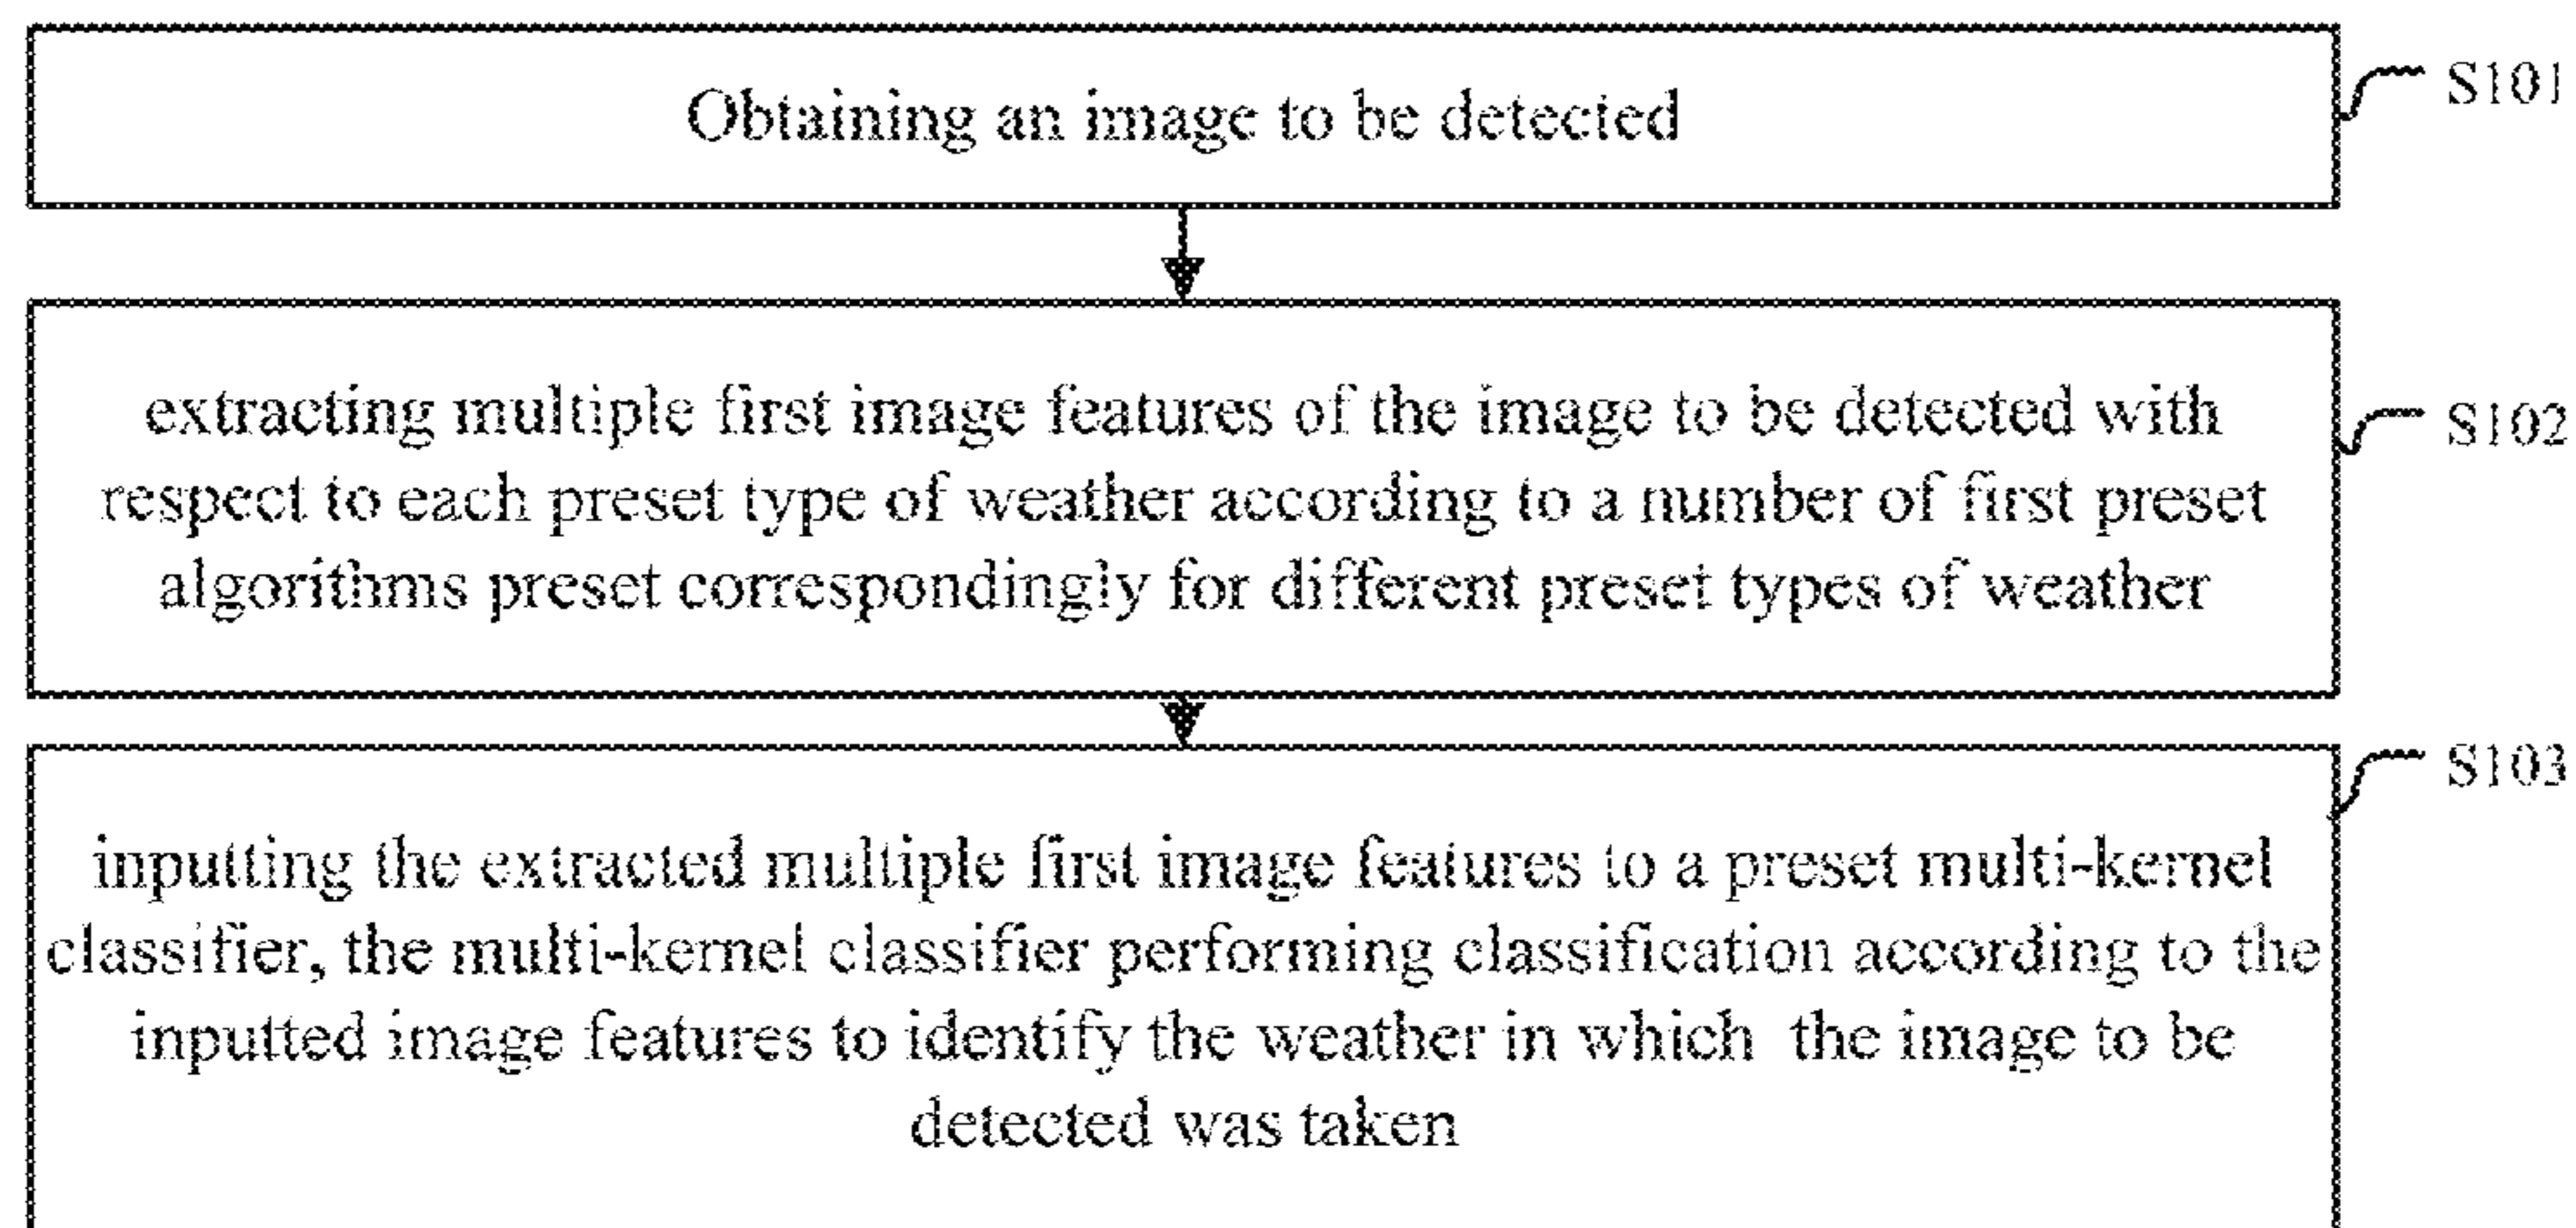 Obtaining an image to be detected
S101
extracting multiple first image features of the image to be detected with
respect to each preset type of weather according to a number of first preset
algorithms preset correspondingly for different preset types of weather
S102
inputting the extracted multiple first image features to a preset multi-kernel
classifier, the multi-kernel classifier performing classification according to the
inputted image features to identify the weather in which the image to be
detected was taken
S103